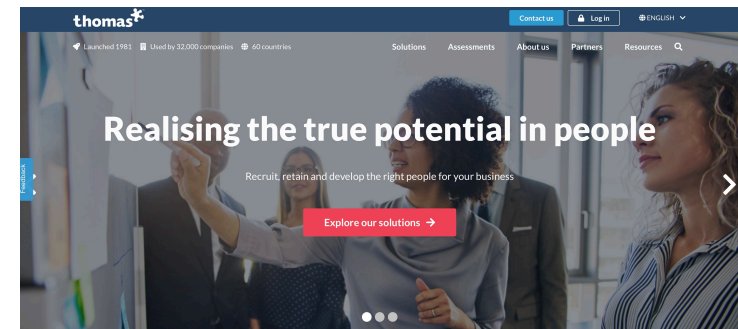 thomas
Contact us
Log in
ENGLISH
Launched 1981 Used by 32,000 companies 60 countries
Solutions Assessments About us Partners Resources
Realising the true potential in people
Feedback
Recruit, retain and develop the right people for your business
Explore our solutions →